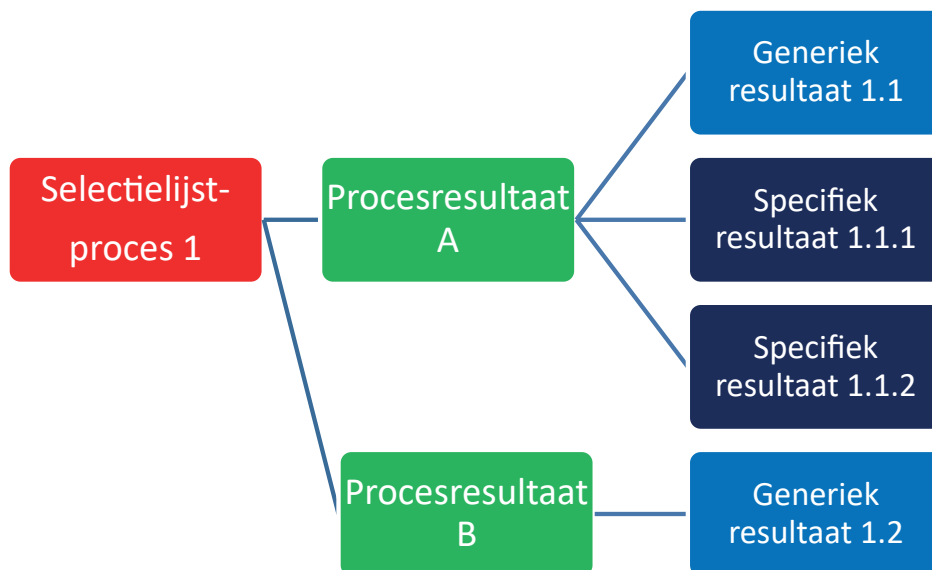 Selectielijst-
proces 1
Procesresultaat
A
Generiek
resultaat 1.1
Specifiek
resultaat 1.1.1
Specifiek
resultaat 1.1.2
Procesresultaat
B
Generiek
resultaat 1.2